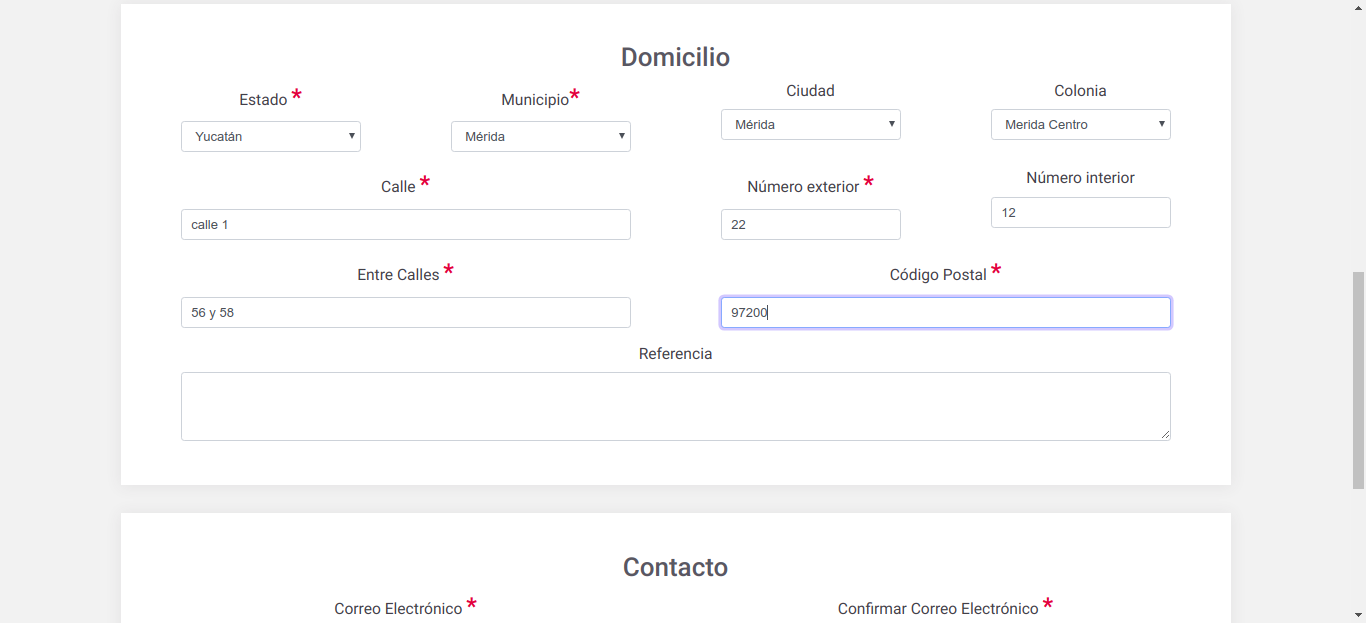 Domicilio
Estado *
Municipio*
Ciudad
Colonia
Yucatán
Mérida
Mérida
Merida Centro
Calle *
Número exterior *
Número interior
calle 1
22
12
Entre Calles *
Código Postal *
56 y 58
97200
Referencia
Contacto
Correo Electrónico *
Confirmar Correo Electrónico *